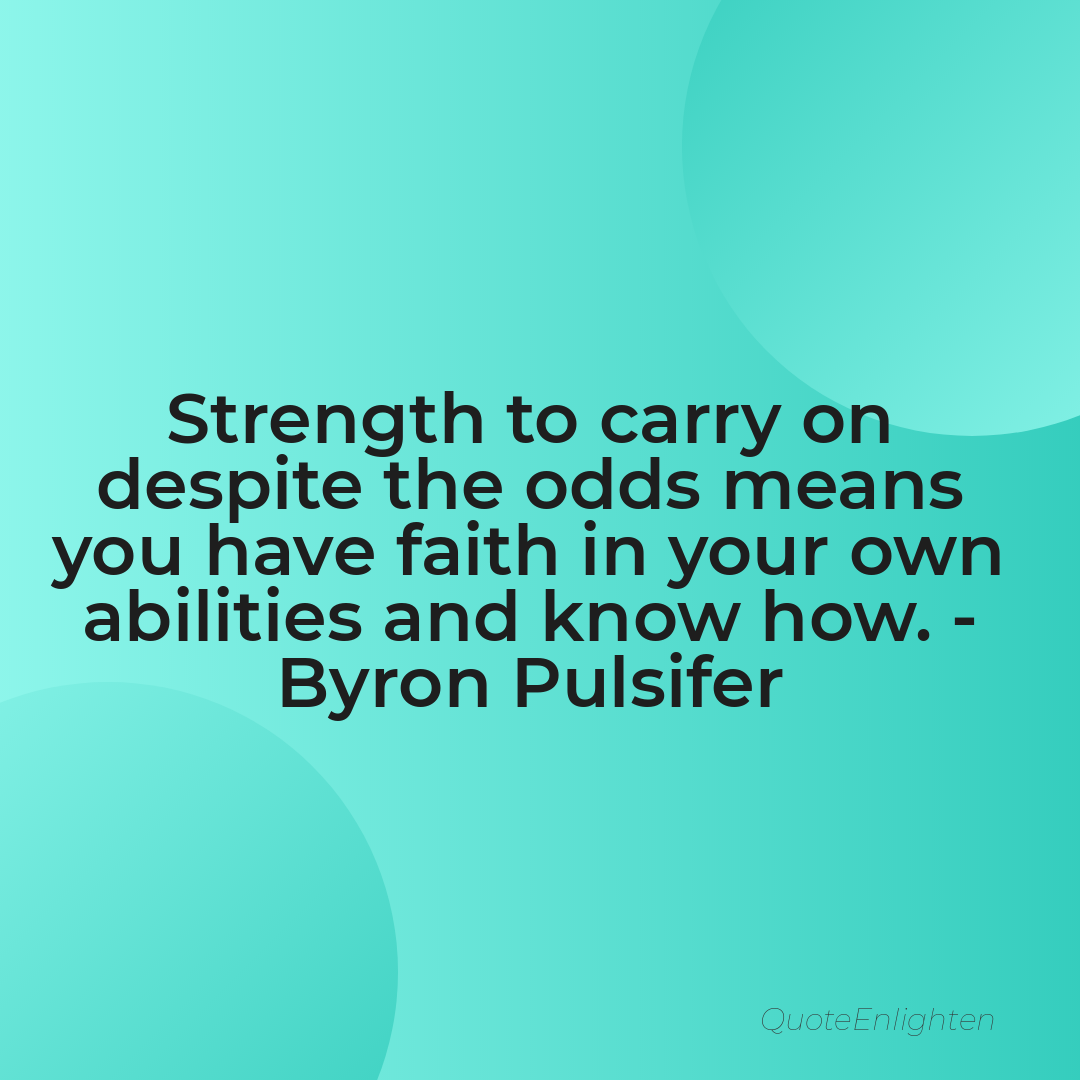 Strength to carry on
despite the odds means
you have faith in your own
abilities and know how. -
Byron Pulsifer
QuoteEnlighten